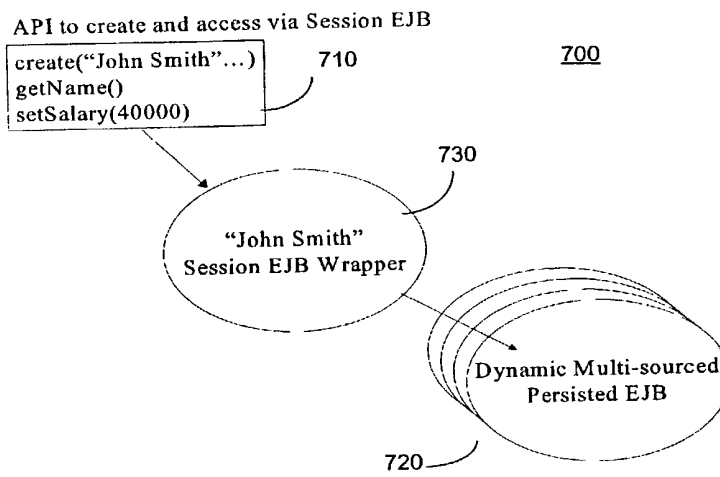 API to create and access via Session EJB
create("John Smith"...)
getName()
setSalary(40000)
710
700
730
"John Smith"
Session EJB Wrapper
Dynamic Multi-sourced
Persisted EJB
720